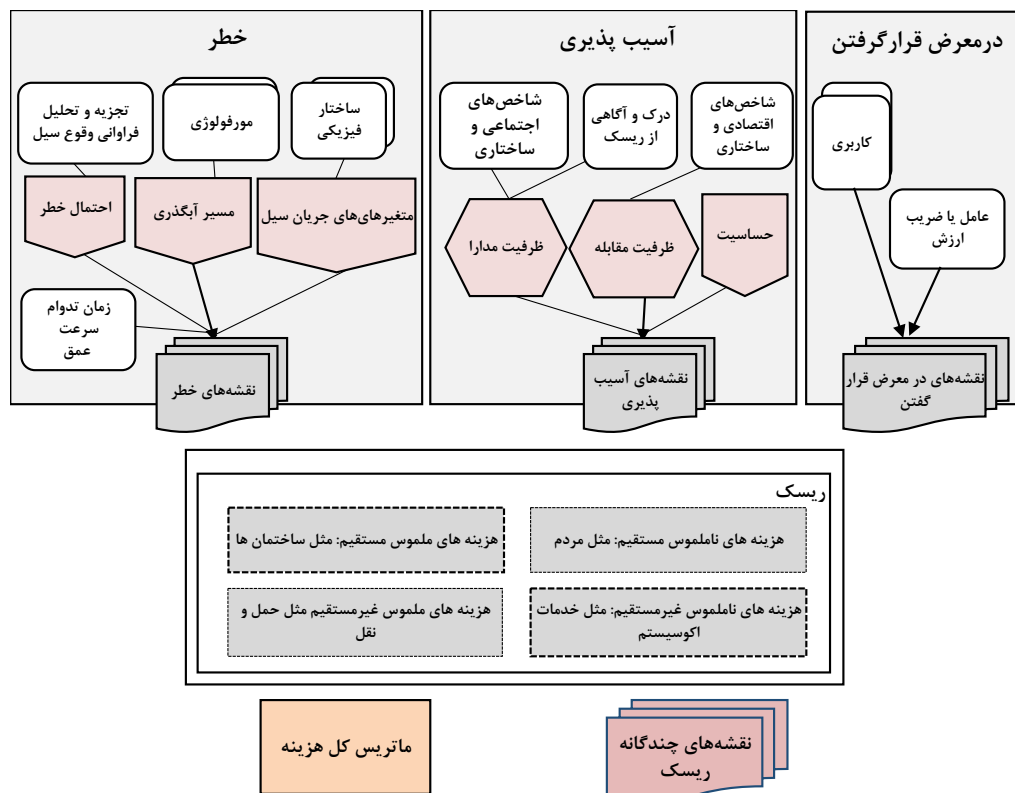 درمعرض قرارگرفتن
کاربری
عامل یا ضریب
ارزش
نقشه‌های در معرض قرار
گفتن
آسیب پذیری
شاخص‌های
اقتصادی و
ساختاری
درک و آگاهی
از ریسک
شاخص‌های
اجتماعی و
ساختاری
حساسیت
ظرفیت مقابله
ظرفیت مدارا
نقشه‌های آسیب
پذیری
خطر
ساختار
فیزیکی
مورفولوژی
تجزیه و تحلیل
فراوانی وقوع سیل
متغیرهای‌های جریان سیل
مسیر آبگذری
احتمال خطر
زمان تدوام
سرعت
عمق
نقشه‌های خطر
ریسک
هزینه های ناملموس مستقیم: مثل مردم
هزینه های ملموس مستقیم: مثل ساختمان ها
هزینه های ناملموس غیرمستقیم: مثل خدمات
اکوسیستم
هزینه های ملموس غیرمستقیم مثل حمل و
نقل
نقشه‌های چندگانه
ریسک
ماتریس کل هزینه